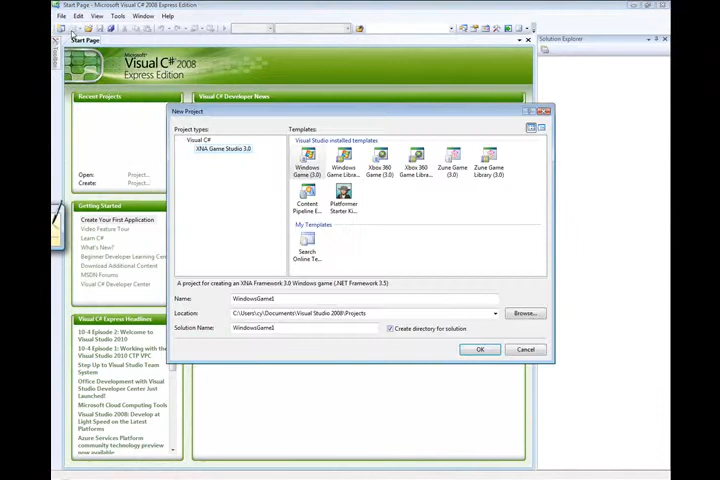 Start Page - Microsoft Visual C# 2008 Express Edition
File Edit View Tools Window Help
Start Page
Solution Explorer
Toolbox
Microsoft
Visual C# 2008
Express Edition
Recent Projects
Visual C# Developer News
New Project
Project types:
Templates:
Visual C#
XNA Game Studio 3.0
Visual Studio installed templates
Windows Game (3.0)
Windows Game Libra...
Xbox 360 Game (3.0)
Xbox 360 Game Libra...
Zune Game (3.0)
Zune Game Library (3.0)
Content Pipeline E...
Platformer Starter Ki...
My Templates
Search Online Te...
A project for creating an XNA Framework 3.0 Windows game (.NET Framework 3.5)
Name:
WindowsGame1
Location:
C:\Users\cy\Documents\Visual Studio 2008\Projects
Browse...
Solution Name:
WindowsGame1
Create directory for solution
OK
Cancel
Open: Project...
Create: Project...
Getting Started
Create Your First Application
Video Feature Tour
Learn C#
What's New?
Beginner Developer Learning Cen
Download Additional Content
MSDN Forums
Visual C# Developer Center
Visual C# Express Headlines
10-4 Episode 2: Welcome to
Visual Studio 2010
10-4 Episode 1: Working with the
Visual Studio 2010 CTP VPC
Step Up to Visual Studio Team
System
Office Development with Visual
Studio Developer Center Just
Launched!
Microsoft Cloud Computing Tools
Visual Studio 2008: Develop at
Light Speed on the Latest
Platforms
Azure Services Platform
community technology preview
now available